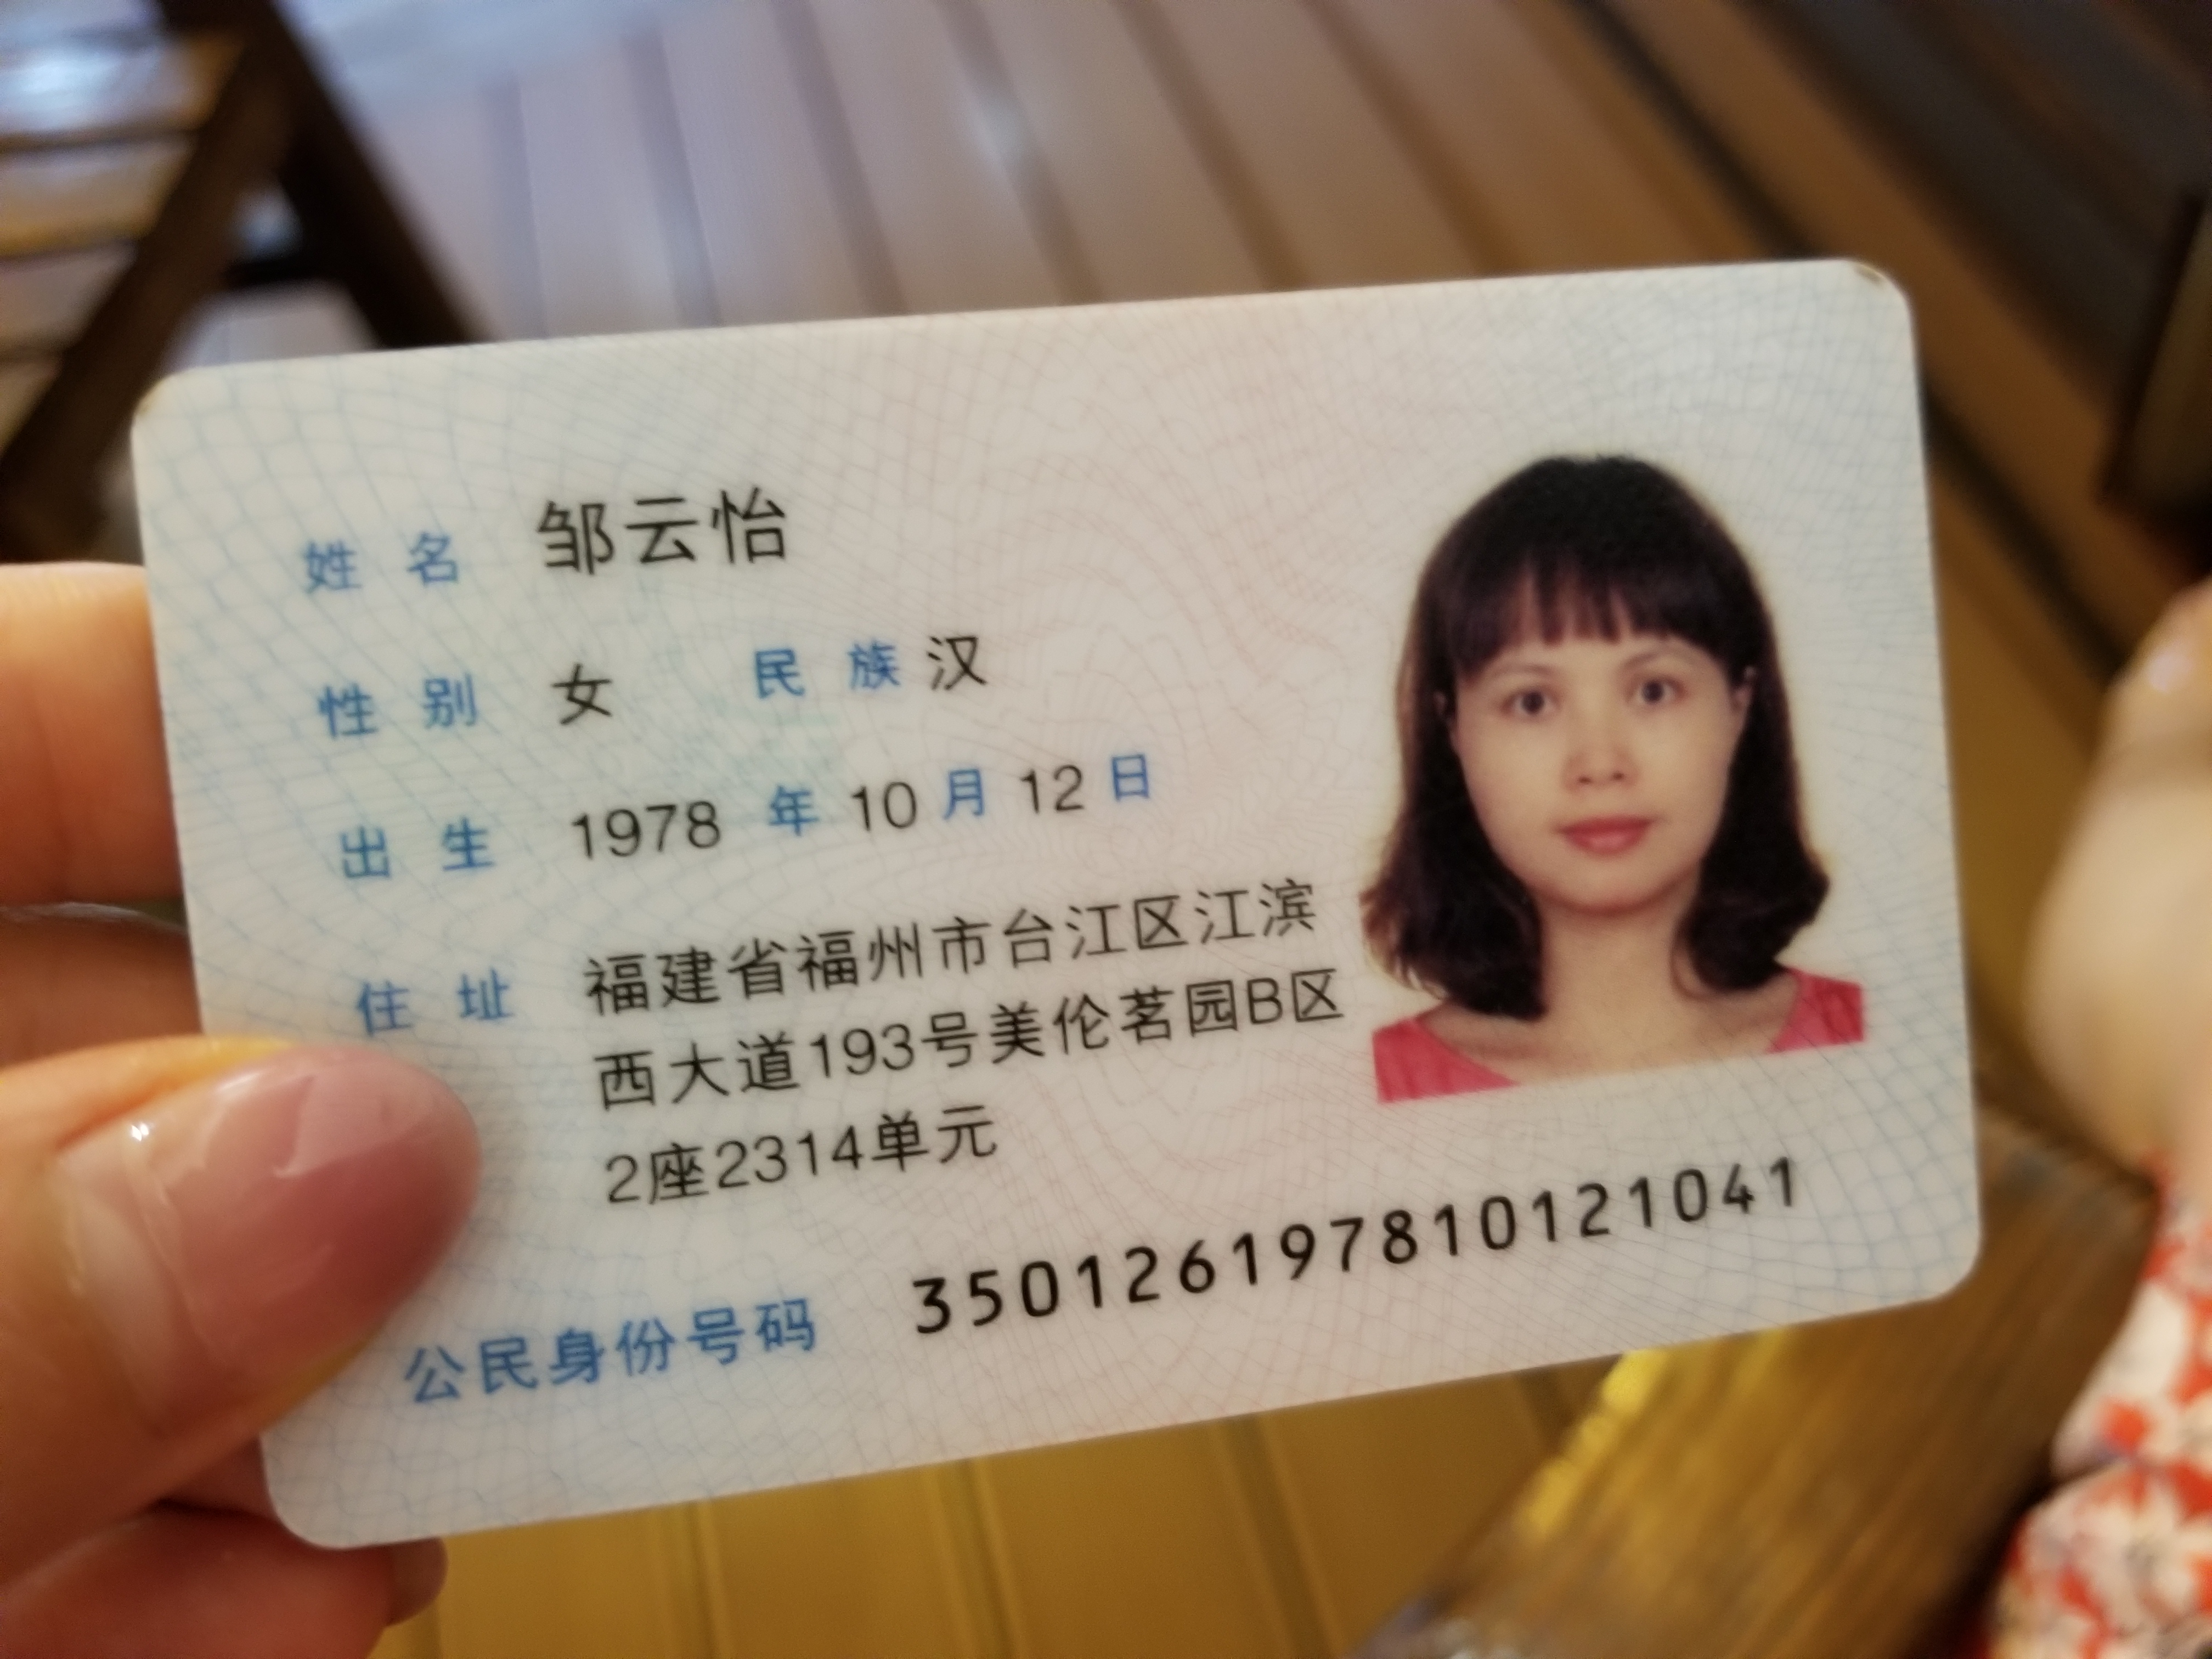 姓名 邹云怡
性别 女 民族 汉
出生 1978 年 10 月 12 日
住址 福建省福州市台江区江滨
西大道193号美伦茗园B区
2座2314单元
公民身份号码 350126197810121041